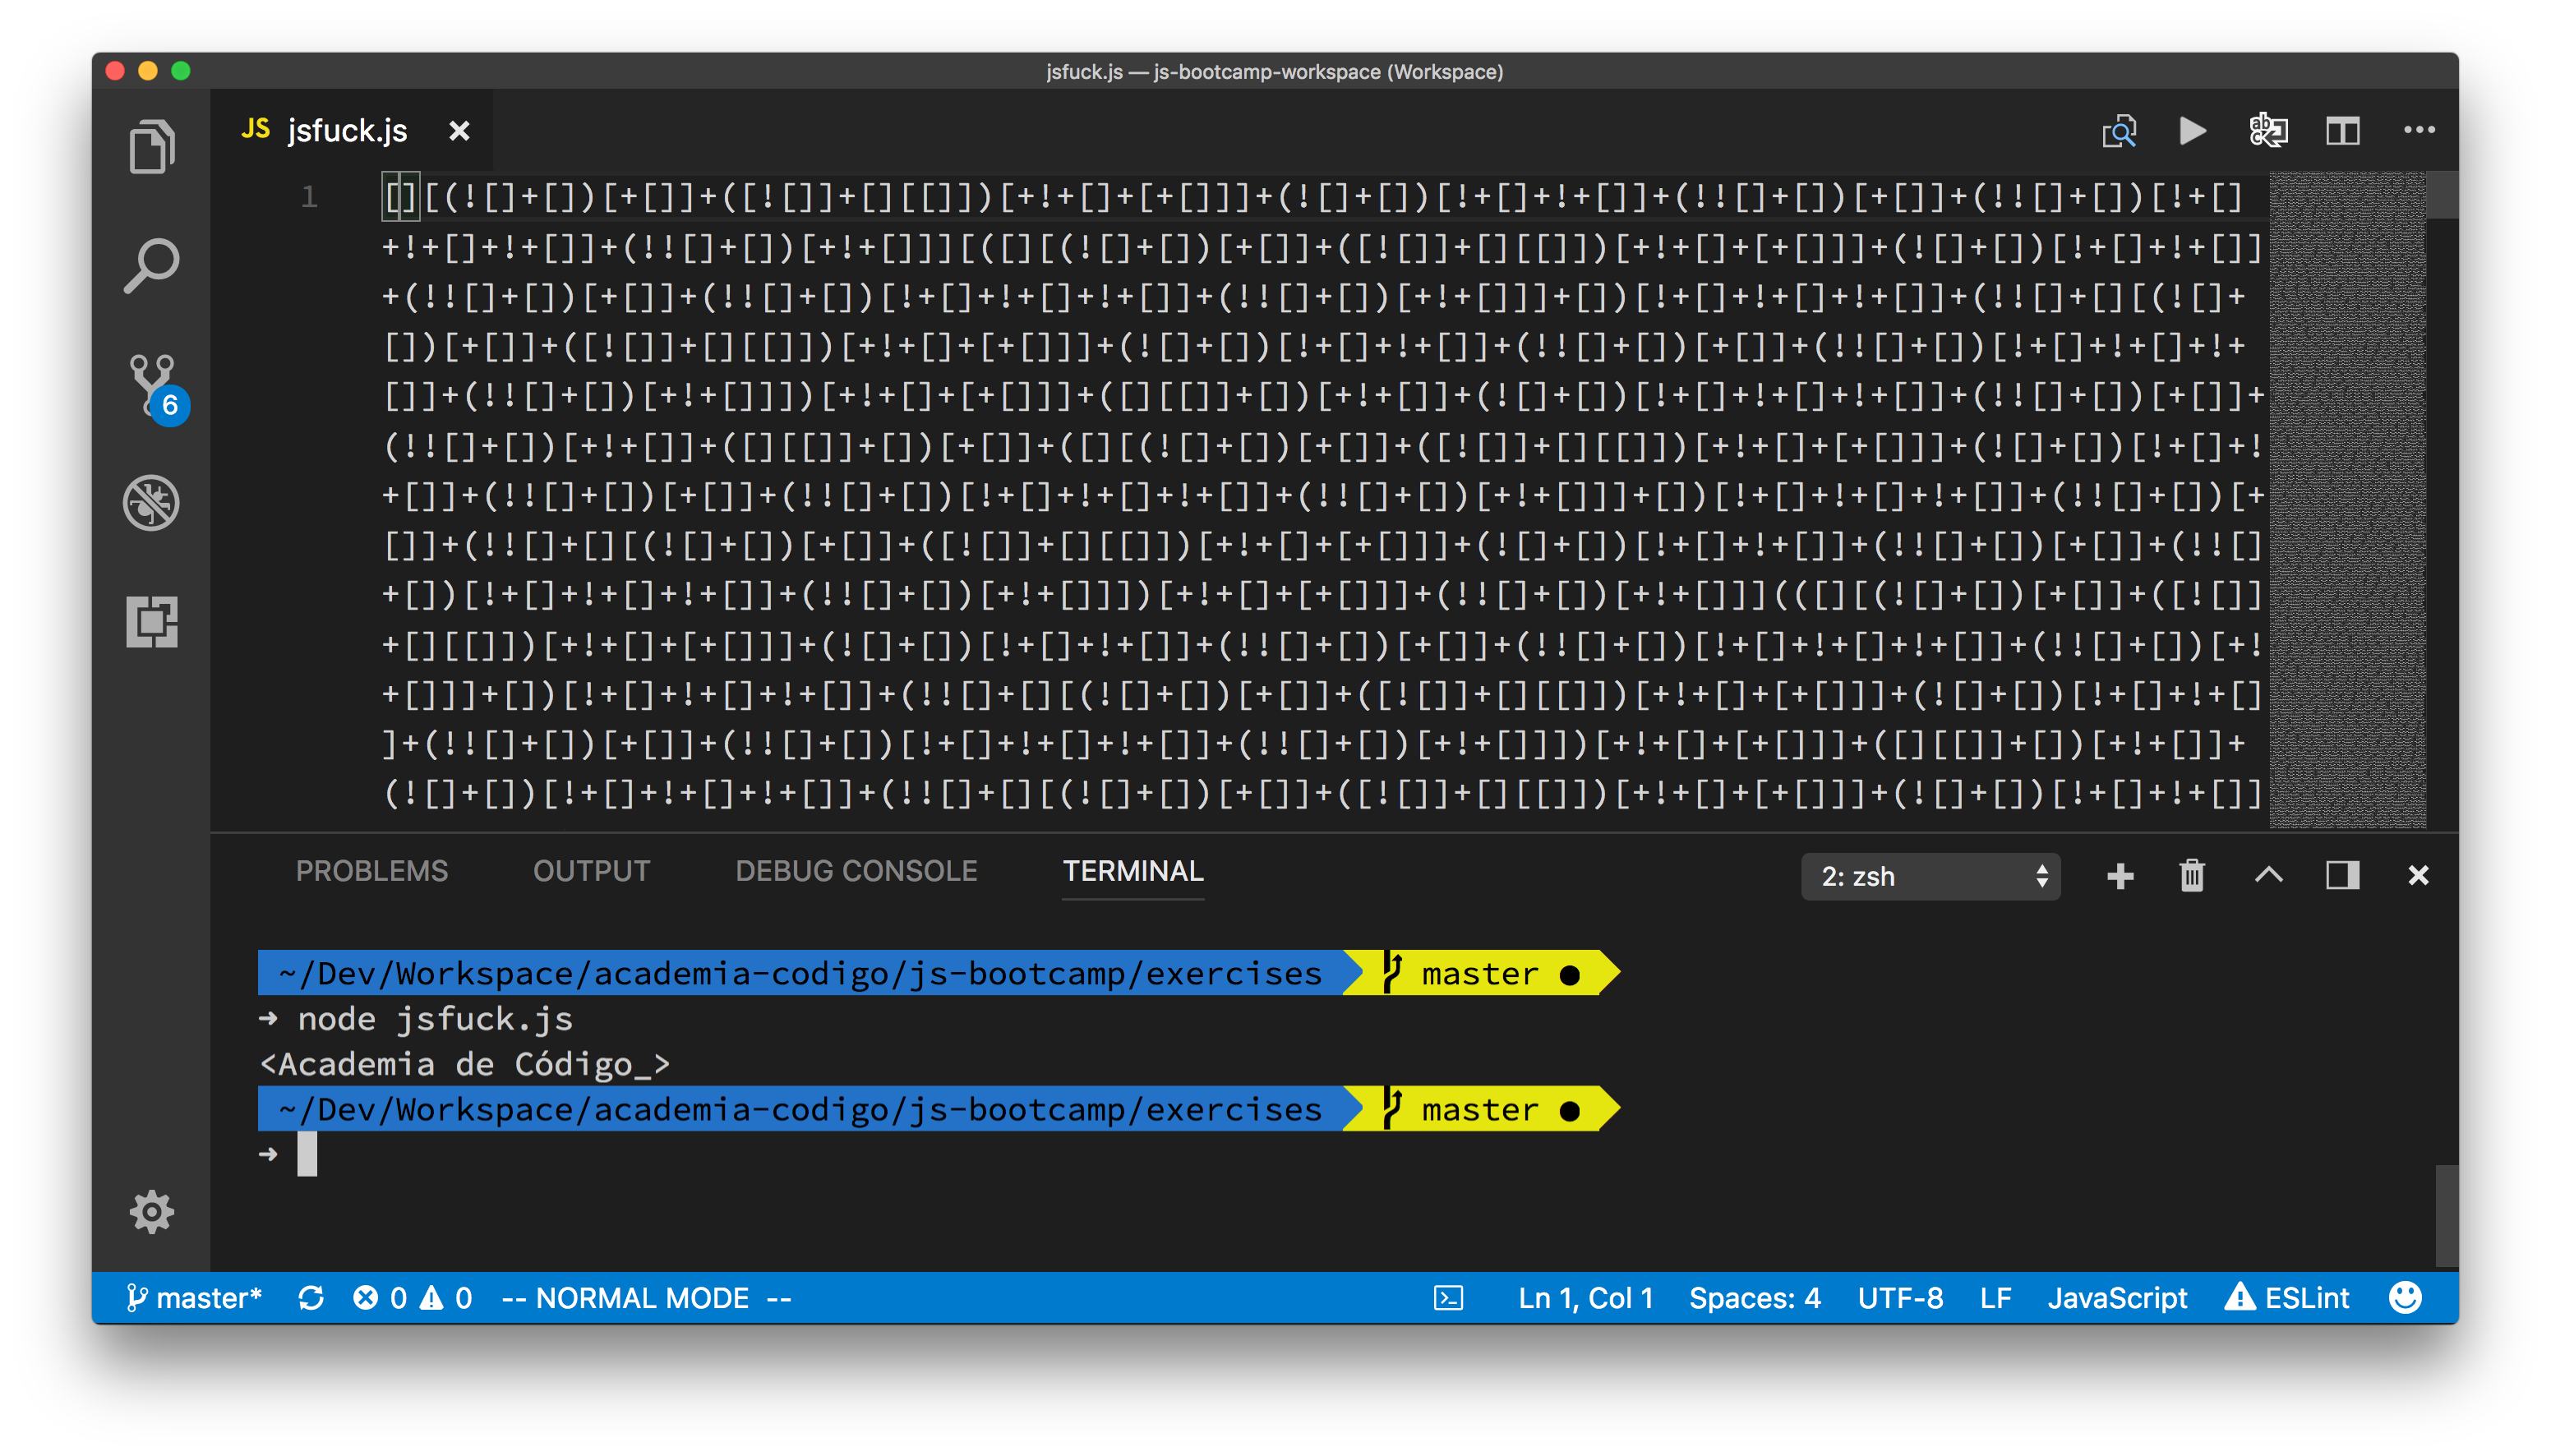 jsfuck.js — js-bootcamp-workspace (Workspace)
JS jsfuck.js ×
1 [][(![]+[])[+[]]+([![]]+[][[]])[+!+[]+[+[]]]+(![]+[])[!+[]+!+[]]+(!![]+[])[+[]]+(!![]+[])[!+[]
+!+[]+!+[]]+(!![]+[])[+!+[]]][([][(![]+[])[+[]]+([![]]+[][[]])[+!+[]+[+[]]]+(![]+[])[!+[]+!+[]]
+(!![]+[])[+[]]+(!![]+[])[!+[]+!+[]+!+[]]+(!![]+[])[+!+[]]]+[])[!+[]+!+[]+!+[]]+(!![]+[][(![]+
[])[+[]]+([![]]+[][[]])[+!+[]+[+[]]]+(![]+[])[!+[]+!+[]]+(!![]+[])[+[]]+(!![]+[])[!+[]+!+[]+!+
[]]+(!![]+[])[+!+[]]])[+!+[]+[+[]]]+([][[]]+[])[+!+[]]+(![]+[])[!+[]+!+[]+!+[]]+(!![]+[])[+[]]+
(!![]+[])[+!+[]]+([][[]]+[])[+[]]+([][(![]+[])[+[]]+([![]]+[][[]])[+!+[]+[+[]]]+(![]+[])[!+[]+!
+[]]+(!![]+[])[+[]]+(!![]+[])[!+[]+!+[]+!+[]]+(!![]+[])[+!+[]]]+[])[!+[]+!+[]+!+[]]+(!![]+[])[+
[]]+(!![]+[][(![]+[])[+[]]+([![]]+[][[]])[+!+[]+[+[]]]+(![]+[])[!+[]+!+[]]+(!![]+[])[+[]]+(!![]
+[])[!+[]+!+[]+!+[]]+(!![]+[])[+!+[]]])[+!+[]+[+[]]]+(!![]+[])[+!+[]]](([][(![]+[])[+[]]+([![]]
+[][[]])[+!+[]+[+[]]]+(![]+[])[!+[]+!+[]]+(!![]+[])[+[]]+(!![]+[])[!+[]+!+[]+!+[]]+(!![]+[])[+!
+[]]]+[])[!+[]+!+[]+!+[]]+(!![]+[][(![]+[])[+[]]+([![]]+[][[]])[+!+[]+[+[]]]+(![]+[])[!+[]+!+[]
]+(!![]+[])[+[]]+(!![]+[])[!+[]+!+[]+!+[]]+(!![]+[])[+!+[]]])[+!+[]+[+[]]]+([][[]]+[])[+!+[]]+
(![]+[])[!+[]+!+[]+!+[]]+(!![]+[][(![]+[])[+[]]+([![]]+[][[]])[+!+[]+[+[]]]+(![]+[])[!+[]+!+[]]
6
PROBLEMS OUTPUT DEBUG CONSOLE TERMINAL 2: zsh
~/Dev/Workspace/academia-codigo/js-bootcamp/exercises master ●
➜ node jsfuck.js
<Academia de Código_>
~/Dev/Workspace/academia-codigo/js-bootcamp/exercises master ●
➜
master* 0 0 -- NORMAL MODE -- Ln 1, Col 1 Spaces: 4 UTF-8 LF JavaScript ESLint